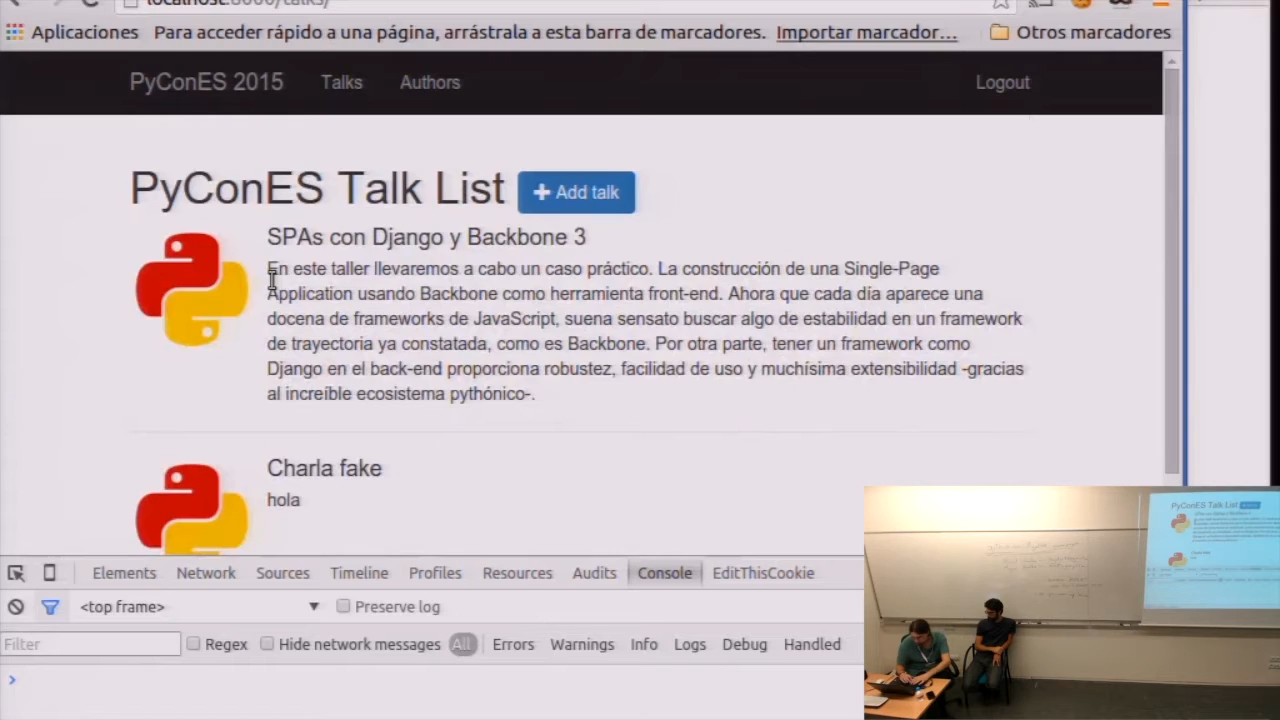 localhost:8000/talks/
Aplicaciones Para acceder rápido a una página, arrástrala a esta barra de marcadores. Importar marcador... Otros marcadores
PyConES 2015 Talks Authors Logout
PyConES Talk List + Add talk
SPAs con Django y Backbone 3
En este taller llevaremos a cabo un caso práctico. La construcción de una Single-Page
Application usando Backbone como herramienta front-end. Ahora que cada día aparece una
docena de frameworks de JavaScript, suena sensato buscar algo de estabilidad en un framework
de trayectoria ya constatada, como es Backbone. Por otra parte, tener un framework como
Django en el back-end proporciona robustez, facilidad de uso y muchísima extensibilidad -gracias
al increíble ecosistema pythónico-.
Charla fake
hola
Elements Network Sources Timeline Profiles Resources Audits Console EditThisCookie
<top frame> Preserve log
Filter Regex Hide network messages All Errors Warnings Info Logs Debug Handled
PyConES Talk List